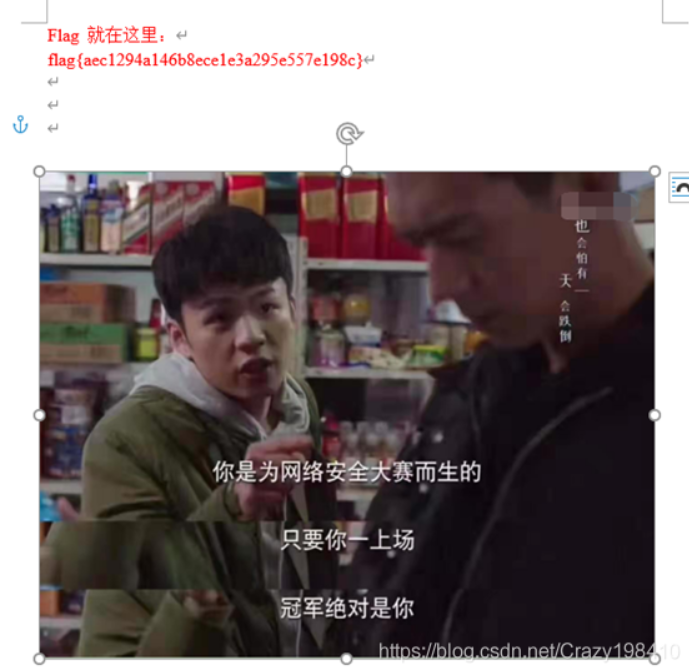 Flag 就在这里：
flag{aec1294a146b8ece1e3a295e557e198c}
也会怕有一
天会跌倒
你是为网络安全大赛而生的
只要你一上场
冠军绝对是你
https://blog.csdn.net/Crazy198410